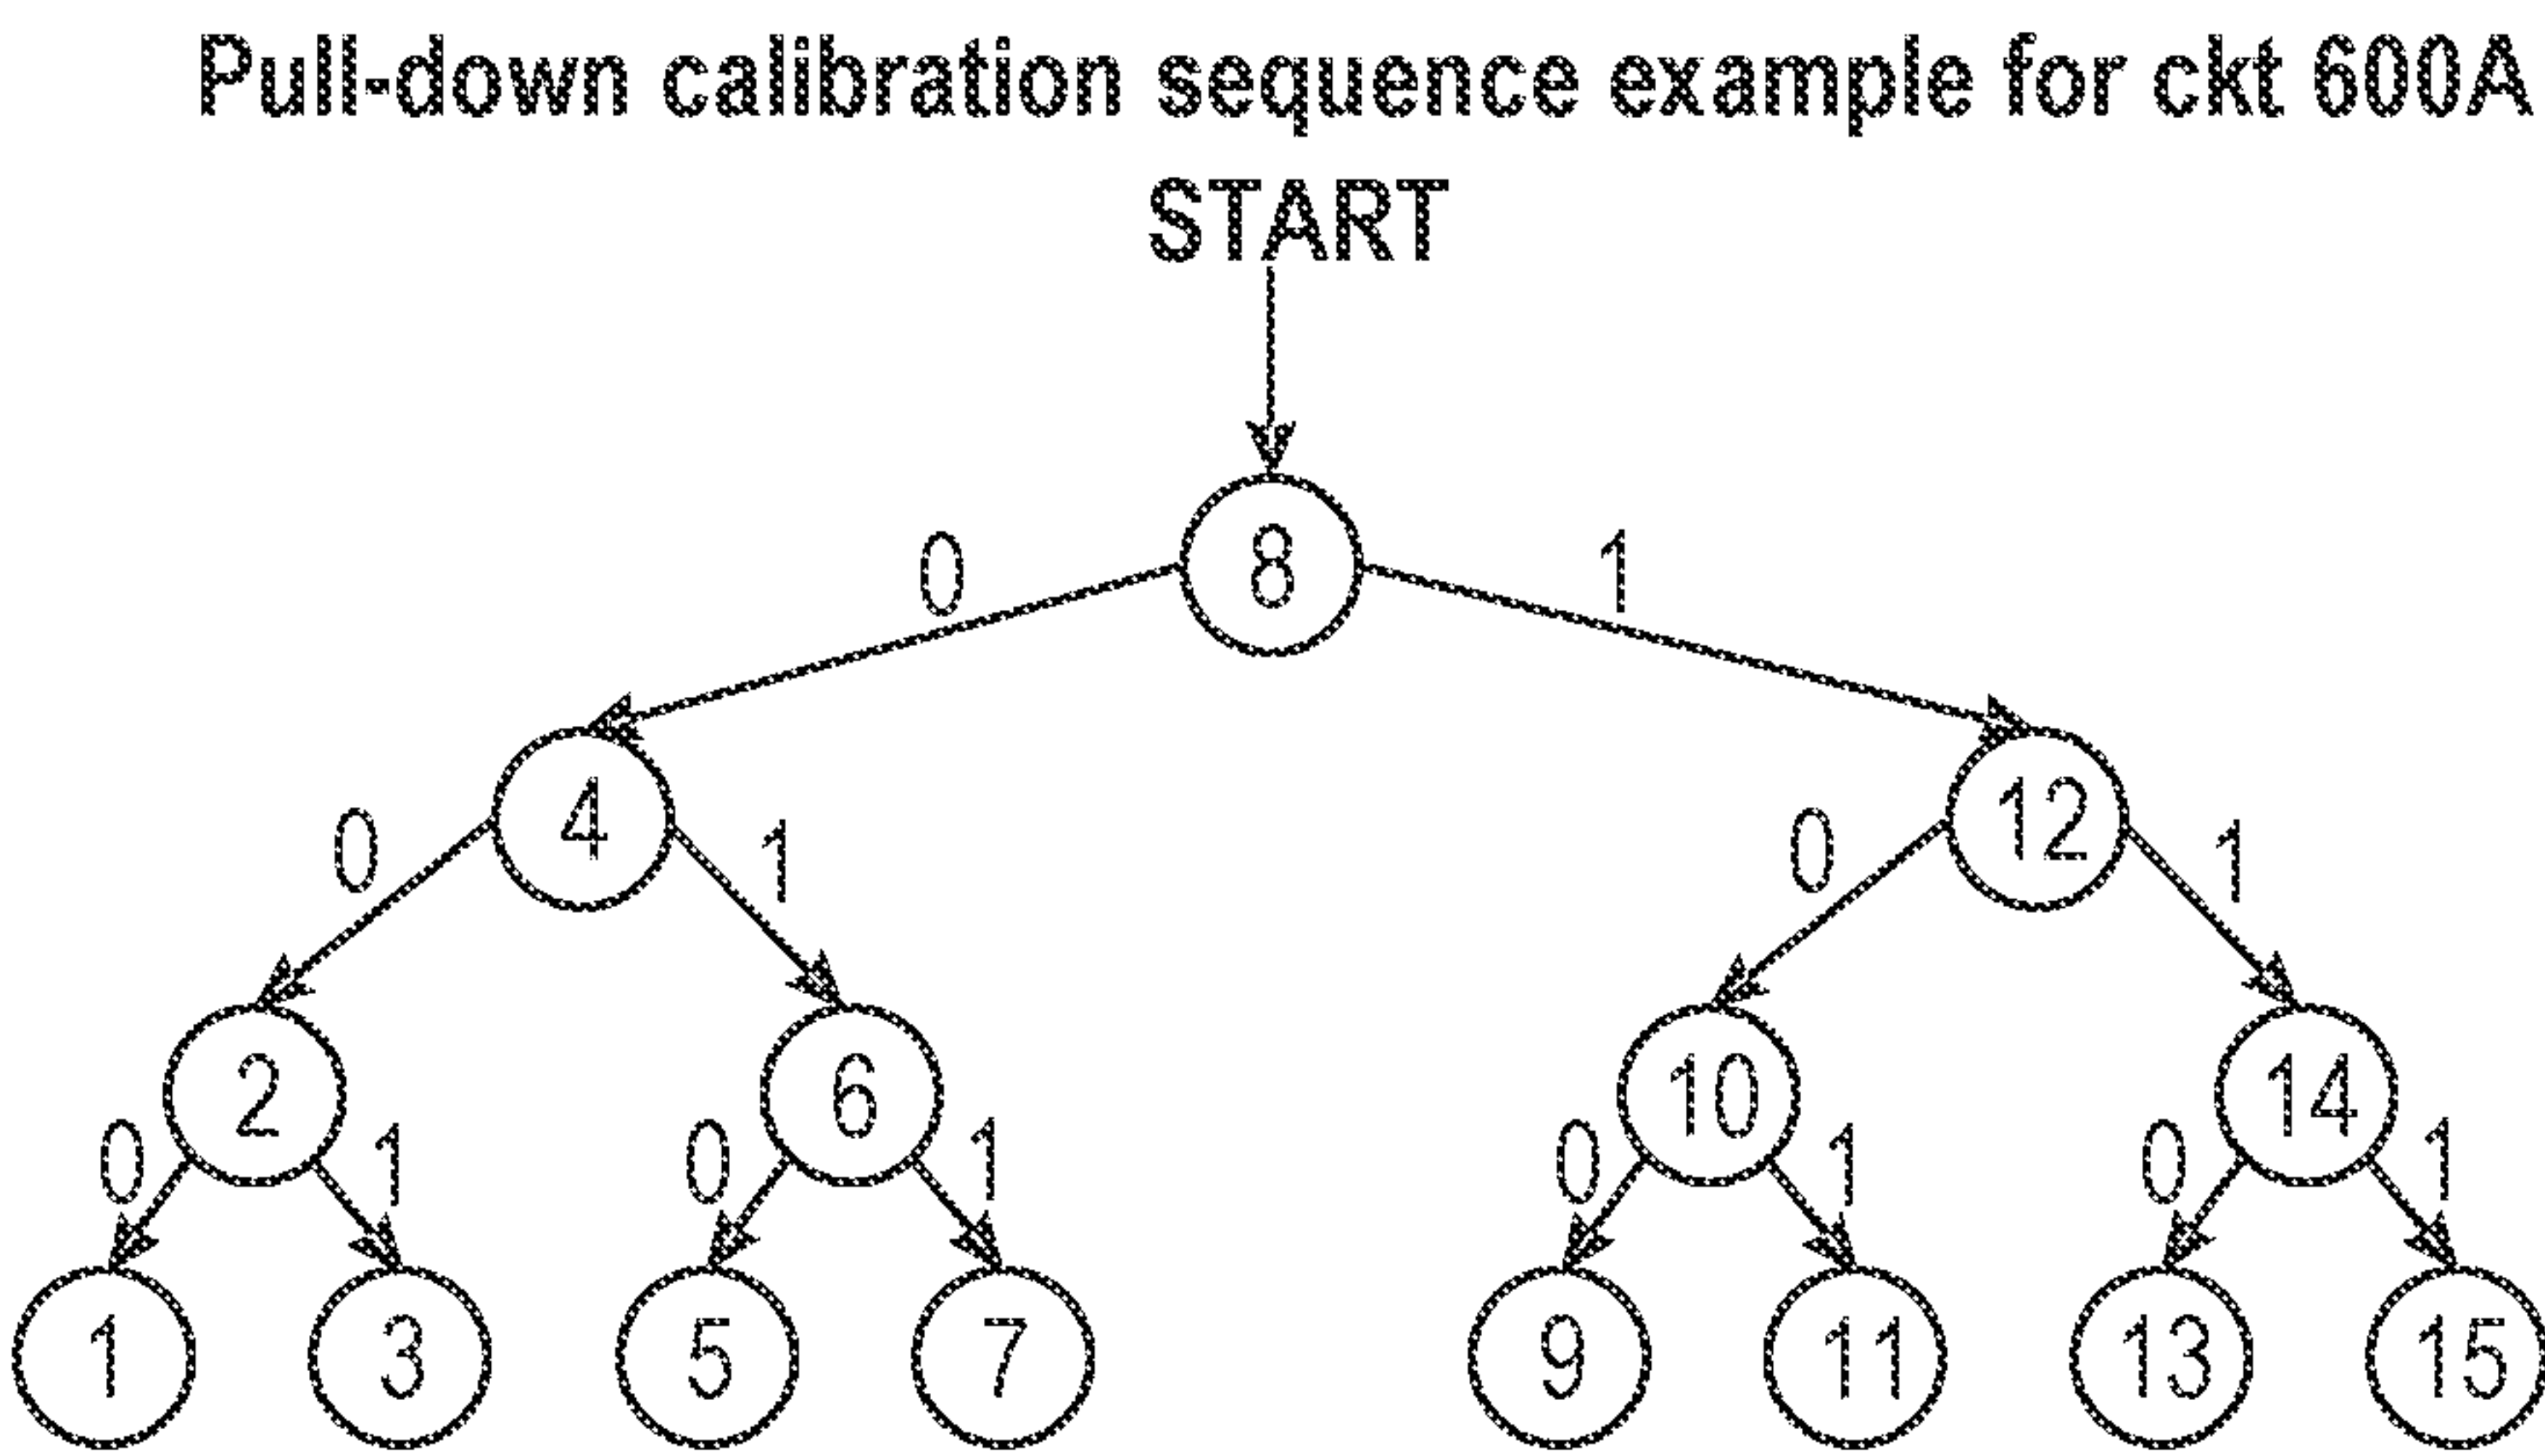 Pull-down calibration sequence example for ckt 600A
START
0 8 1
4 12
0 1 0 1
2 6 10 14
0 1 0 1 0 1 0 1
1 3 5 7 9 11 13 15